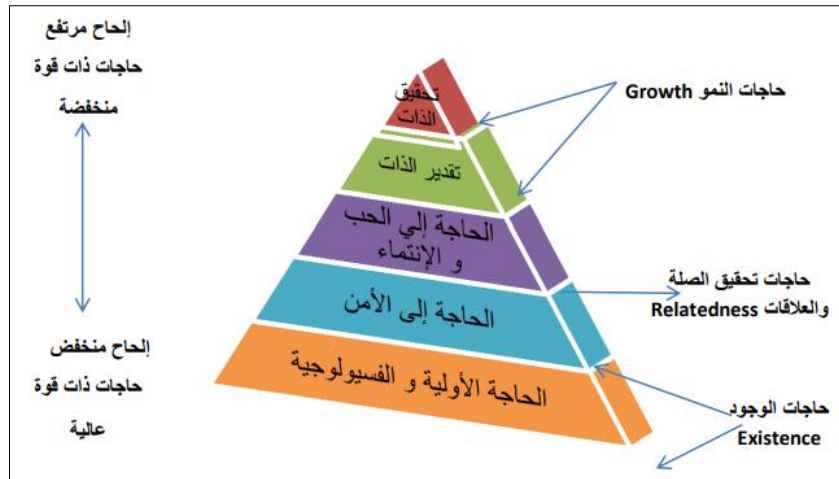 إلحاح مرتفع
حاجات ذات قوة
منخفضة
إلحاح منخفض
حاجات ذات قوة
عالية
تحقيق
الذات
تقدير الذات
الحاجة إلي الحب
و الإنتماء
الحاجة إلى الأمن
الحاجة الأولية و الفسيولوجية
حاجات النمو Growth
حاجات تحقيق الصلة
والعلاقات Relatedness
حاجات الوجود
Existence